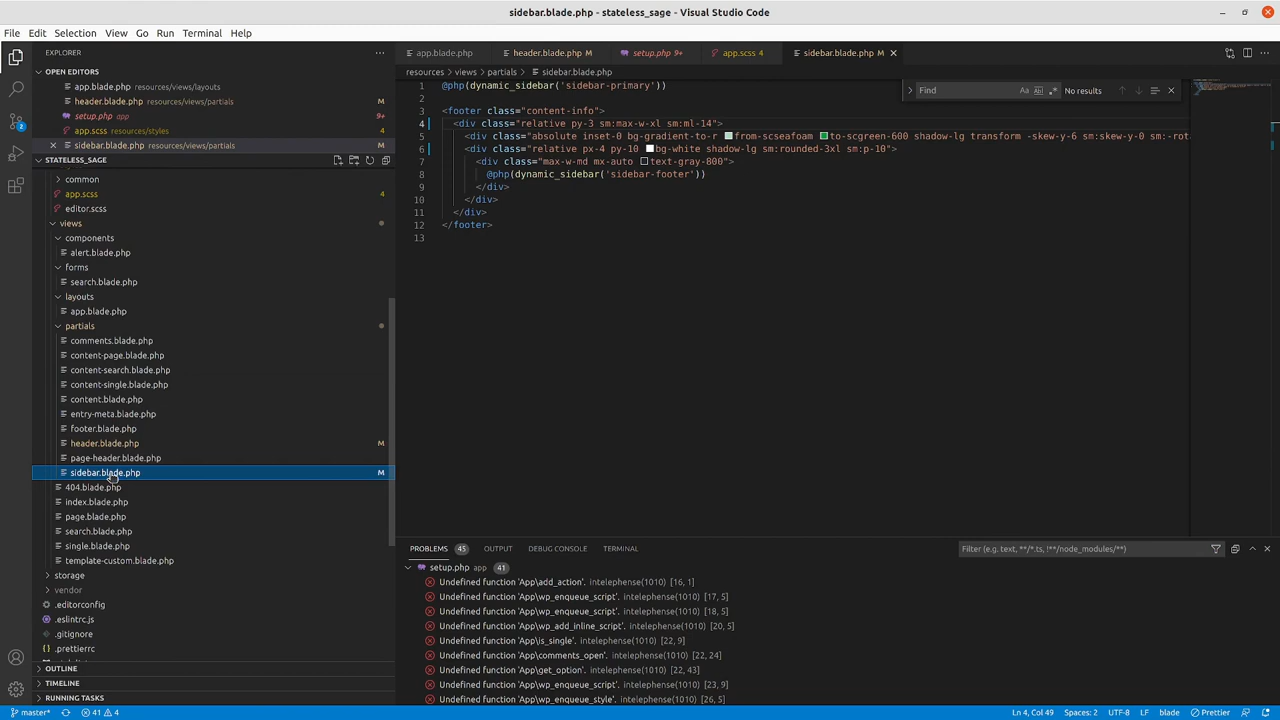 sidebar.blade.php - stateless_sage - Visual Studio Code
File Edit Selection View Go Run Terminal Help
EXPLORER
OPEN EDITORS
app.blade.php resources/views/layouts
header.blade.php resources/views/partials M
setup.php app 9+
app.scss resources/styles 4
sidebar.blade.php resources/views/partials M
STATELESS_SAGE
common
app.scss 4
editor.scss
views
components
alert.blade.php
forms
search.blade.php
layouts
app.blade.php
partials
comments.blade.php
content-page.blade.php
content-search.blade.php
content-single.blade.php
content.blade.php
entry-meta.blade.php
footer.blade.php
header.blade.php M
page-header.blade.php
sidebar.blade.php M
404.blade.php
index.blade.php
page.blade.php
search.blade.php
single.blade.php
template-custom.blade.php
storage
vendor
.editorconfig
.eslintrc.js
.gitignore
.prettierrc
OUTLINE
TIMELINE
RUNNING TASKS
app.blade.php header.blade.php M setup.php 9+ app.scss 4 sidebar.blade.php M
resources > views > partials > sidebar.blade.php
Find Aa Ab .* No results
1 @php(dynamic_sidebar('sidebar-primary'))
2
3 <footer class="content-info">
4 <div class="relative py-3 sm:max-w-xl sm:ml-14">
5 <div class="absolute inset-0 bg-gradient-to-r from-scseafoam to-scgreen-600 shadow-lg transform -skew-y-6 sm:skew-y-0 sm:-rota
6 <div class="relative px-4 py-10 bg-white shadow-lg sm:rounded-3xl sm:p-10">
7 <div class="max-w-md mx-auto text-gray-800">
8 @php(dynamic_sidebar('sidebar-footer'))
9 </div>
10 </div>
11 </div>
12 </footer>
13
PROBLEMS 45 OUTPUT DEBUG CONSOLE TERMINAL
Filter (e.g. text, **/*.ts, !**/node_modules/**)
setup.php app 41
Undefined function 'App\add_action'. intelephense(1010) [16, 1]
Undefined function 'App\wp_enqueue_script'. intelephense(1010) [17, 5]
Undefined function 'App\wp_enqueue_script'. intelephense(1010) [18, 5]
Undefined function 'App\wp_add_inline_script'. intelephense(1010) [20, 5]
Undefined function 'App\is_single'. intelephense(1010) [22, 9]
Undefined function 'App\comments_open'. intelephense(1010) [22, 24]
Undefined function 'App\get_option'. intelephense(1010) [22, 43]
Undefined function 'App\wp_enqueue_script'. intelephense(1010) [23, 9]
Undefined function 'App\wp_enqueue_style'. intelephense(1010) [26, 5]
master* 41 4 Ln 4, Col 49 Spaces: 2 UTF-8 LF blade Prettier